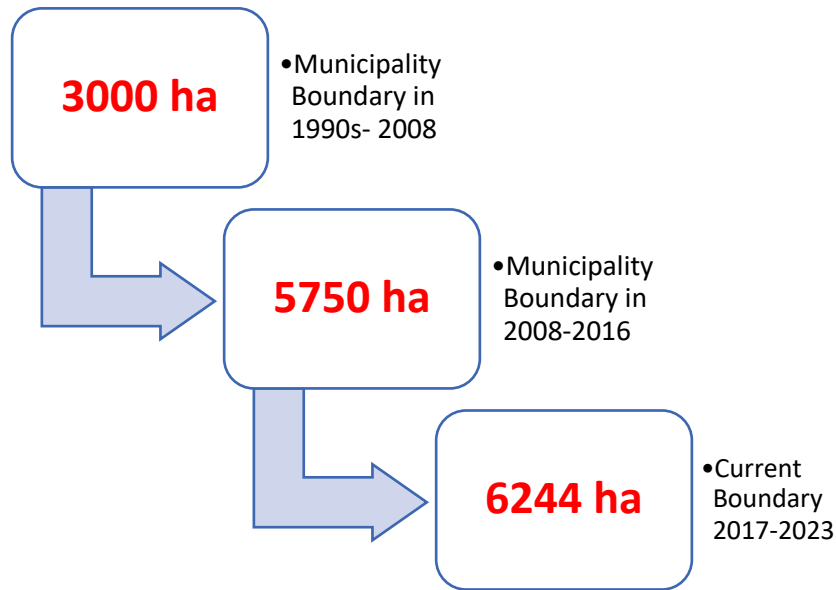 3000 ha
•Municipality
Boundary in
1990s- 2008
5750 ha
•Municipality
Boundary in
2008-2016
6244 ha
•Current
Boundary
2017-2023